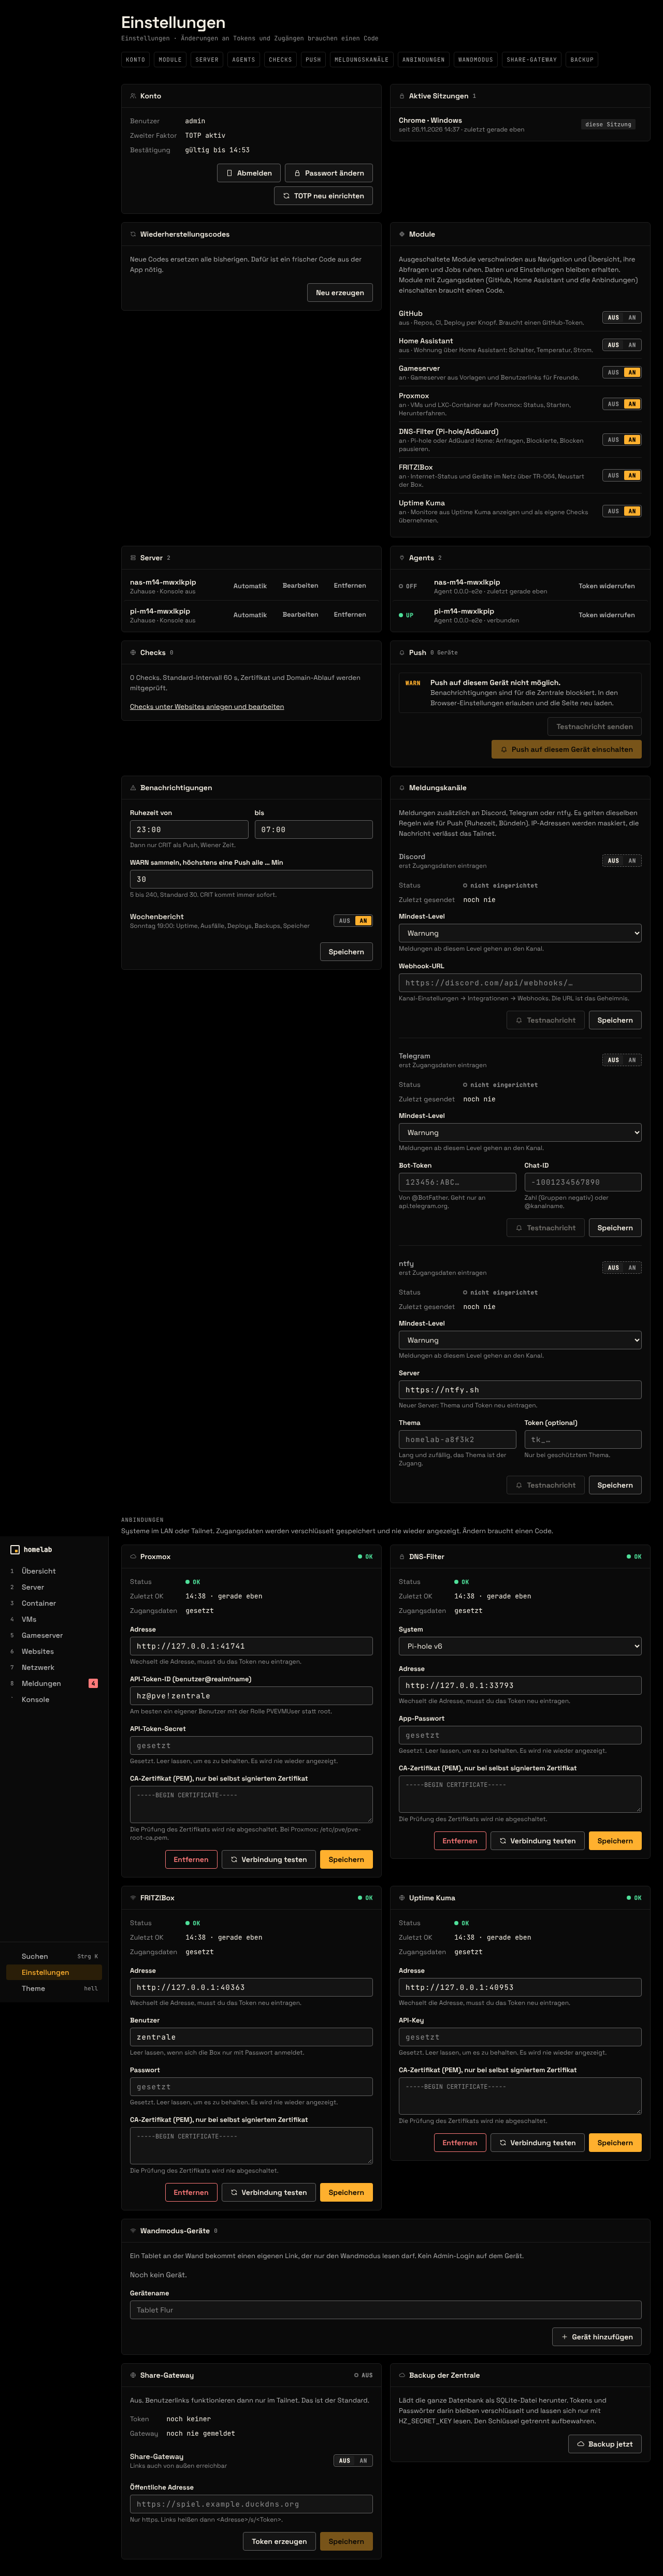 Einstellungen
Einstellungen · Änderungen an Tokens und Zugängen brauchen einen Code
KONTO
MODULE
SERVER
AGENTS
CHECKS
PUSH
MELDUNGSKANÄLE
ANBINDUNGEN
WANDMODUS
SHARE-GATEWAY
BACKUP
Konto
Benutzer admin
Zweiter Faktor TOTP aktiv
Bestätigung gültig bis 14:53
Abmelden
Passwort ändern
TOTP neu einrichten
Aktive Sitzungen 1
Chrome · Windows
seit 26.11.2026 14:37 · zuletzt gerade eben
diese Sitzung
Wiederherstellungscodes
Neue Codes ersetzen alle bisherigen. Dafür ist ein frischer Code aus der
App nötig.
Neu erzeugen
Module
Ausgeschaltete Module verschwinden aus Navigation und Übersicht, ihre
Abfragen und Jobs ruhen. Daten und Einstellungen bleiben erhalten.
Module mit Zugangsdaten (GitHub, Home Assistant und die Anbindungen)
einschalten braucht einen Code.
GitHub
aus · Repos, CI, Deploy per Knopf. Braucht einen GitHub-Token.
AUS AN
Home Assistant
aus · Wohnung über Home Assistant: Schalter, Temperatur, Strom.
AUS AN
Gameserver
an · Gameserver aus Vorlagen und Benutzerlinks für Freunde.
AUS AN
Proxmox
an · VMs und LXC-Container auf Proxmox: Status, Starten,
Herunterfahren.
AUS AN
DNS-Filter (Pi-hole/AdGuard)
an · Pi-hole oder AdGuard Home: Anfragen, Blockierte, Blocken
pausieren.
AUS AN
FRITZ!Box
an · Internet-Status und Geräte im Netz über TR-064, Neustart
der Box.
AUS AN
Uptime Kuma
an · Monitore aus Uptime Kuma anzeigen und als eigene Checks
übernehmen.
AUS AN
Server 2
nas-m14-mwxlkpip
Zuhause · Konsole aus
Automatik
Bearbeiten
Entfernen
pi-m14-mwxlkpip
Zuhause · Konsole aus
Automatik
Bearbeiten
Entfernen
Agents 2
OFF
nas-m14-mwxlkpip
Agent 0.0.0-e2e · zuletzt gerade eben
Token widerrufen
UP
pi-m14-mwxlkpip
Agent 0.0.0-e2e · verbunden
Token widerrufen
Checks 0
0 Checks. Standard-Intervall 60 s, Zertifikat und Domain-Ablauf werden
mitgeprüft.
Checks unter Websites anlegen und bearbeiten
Push 0 Geräte
WARN
Push auf diesem Gerät nicht möglich.
Benachrichtigungen sind für die Zentrale blockiert. In den
Browser-Einstellungen erlauben und die Seite neu laden.
Testnachricht senden
Push auf diesem Gerät einschalten
Benachrichtigungen
Ruhezeit von
bis
23:00
07:00
Dann nur CRIT als Push, Wiener Zeit.
WARN sammeln, höchstens eine Push alle … Min
30
5 bis 240, Standard 30. CRIT kommt immer sofort.
Wochenbericht
Sonntag 19:00: Uptime, Ausfälle, Deploys, Backups, Speicher
AUS AN
Speichern
Meldungskanäle
Meldungen zusätzlich an Discord, Telegram oder ntfy. Es gelten dieselben
Regeln wie für Push (Ruhezeit, Bündeln). IP-Adressen werden maskiert, die
Nachricht verlässt das Tailnet.
Discord
erst Zugangsdaten eintragen
AUS AN
Status nicht eingerichtet
Zuletzt gesendet noch nie
Mindest-Level
Warnung
Meldungen ab diesem Level gehen an den Kanal.
Webhook-URL
https://discord.com/api/webhooks/…
Kanal-Einstellungen → Integrationen → Webhooks. Die URL ist das Geheimnis.
Testnachricht
Speichern
Telegram
erst Zugangsdaten eintragen
AUS AN
Status nicht eingerichtet
Zuletzt gesendet noch nie
Mindest-Level
Warnung
Meldungen ab diesem Level gehen an den Kanal.
Bot-Token
Chat-ID
123456:ABC…
-1001234567890
Von @BotFather. Geht nur an
api.telegram.org.
Zahl (Gruppen negativ) oder
@kanalname.
Testnachricht
Speichern
ntfy
erst Zugangsdaten eintragen
AUS AN
Status nicht eingerichtet
Zuletzt gesendet noch nie
Mindest-Level
Warnung
Meldungen ab diesem Level gehen an den Kanal.
Server
https://ntfy.sh
Neuer Server: Thema und Token neu eintragen.
Thema
Token (optional)
homelab-a8f3k2
tk_…
Lang und zufällig, das Thema ist der
Zugang.
Nur bei geschütztem Thema.
Testnachricht
Speichern
ANBINDUNGEN
Systeme im LAN oder Tailnet. Zugangsdaten werden verschlüsselt gespeichert und nie wieder angezeigt. Ändern braucht einen Code.
homelab
1 Übersicht
2 Server
3 Container
4 VMs
5 Gameserver
6 Websites
7 Netzwerk
8 Meldungen 4
` Konsole
Suchen Strg K
Einstellungen
Theme hell
Proxmox OK
Status OK
Zuletzt OK 14:38 · gerade eben
Zugangsdaten gesetzt
Adresse
http://127.0.0.1:41741
Wechselt die Adresse, musst du das Token neu eintragen.
API-Token-ID (benutzer@realm!name)
hz@pve!zentrale
Am besten ein eigener Benutzer mit der Rolle PVEVMUser statt root.
API-Token-Secret
gesetzt
Gesetzt. Leer lassen, um es zu behalten. Es wird nie wieder angezeigt.
CA-Zertifikat (PEM), nur bei selbst signiertem Zertifikat
-----BEGIN CERTIFICATE-----
Die Prüfung des Zertifikats wird nie abgeschaltet. Bei Proxmox: /etc/pve/pve-
root-ca.pem.
Entfernen
Verbindung testen
Speichern
DNS-Filter OK
Status OK
Zuletzt OK 14:38 · gerade eben
Zugangsdaten gesetzt
System
Pi-hole v6
Adresse
http://127.0.0.1:33793
Wechselt die Adresse, musst du das Token neu eintragen.
App-Passwort
gesetzt
Gesetzt. Leer lassen, um es zu behalten. Es wird nie wieder angezeigt.
CA-Zertifikat (PEM), nur bei selbst signiertem Zertifikat
-----BEGIN CERTIFICATE-----
Die Prüfung des Zertifikats wird nie abgeschaltet.
Entfernen
Verbindung testen
Speichern
FRITZ!Box OK
Status OK
Zuletzt OK 14:38 · gerade eben
Zugangsdaten gesetzt
Adresse
http://127.0.0.1:40363
Wechselt die Adresse, musst du das Token neu eintragen.
Benutzer
zentrale
Leer lassen, wenn sich die Box nur mit Passwort anmeldet.
Passwort
gesetzt
Gesetzt. Leer lassen, um es zu behalten. Es wird nie wieder angezeigt.
CA-Zertifikat (PEM), nur bei selbst signiertem Zertifikat
-----BEGIN CERTIFICATE-----
Die Prüfung des Zertifikats wird nie abgeschaltet.
Entfernen
Verbindung testen
Speichern
Uptime Kuma OK
Status OK
Zuletzt OK 14:38 · gerade eben
Zugangsdaten gesetzt
Adresse
http://127.0.0.1:40953
Wechselt die Adresse, musst du das Token neu eintragen.
API-Key
gesetzt
Gesetzt. Leer lassen, um es zu behalten. Es wird nie wieder angezeigt.
CA-Zertifikat (PEM), nur bei selbst signiertem Zertifikat
-----BEGIN CERTIFICATE-----
Die Prüfung des Zertifikats wird nie abgeschaltet.
Entfernen
Verbindung testen
Speichern
Wandmodus-Geräte 0
Ein Tablet an der Wand bekommt einen eigenen Link, der nur den Wandmodus lesen darf. Kein Admin-Login auf dem Gerät.
Noch kein Gerät.
Gerätename
Tablet Flur
Gerät hinzufügen
Share-Gateway AUS
Aus. Benutzerlinks funktionieren dann nur im Tailnet. Das ist der Standard.
Token noch keiner
Gateway noch nie gemeldet
Share-Gateway
Links auch von außen erreichbar
AUS AN
Öffentliche Adresse
https://spiel.example.duckdns.org
Nur https. Links heißen dann <Adresse>/s/<Token>.
Token erzeugen
Speichern
Backup der Zentrale
Lädt die ganze Datenbank als SQLite-Datei herunter. Tokens und
Passwörter darin bleiben verschlüsselt und lassen sich nur mit
HZ_SECRET_KEY lesen. Den Schlüssel getrennt aufbewahren.
Backup jetzt